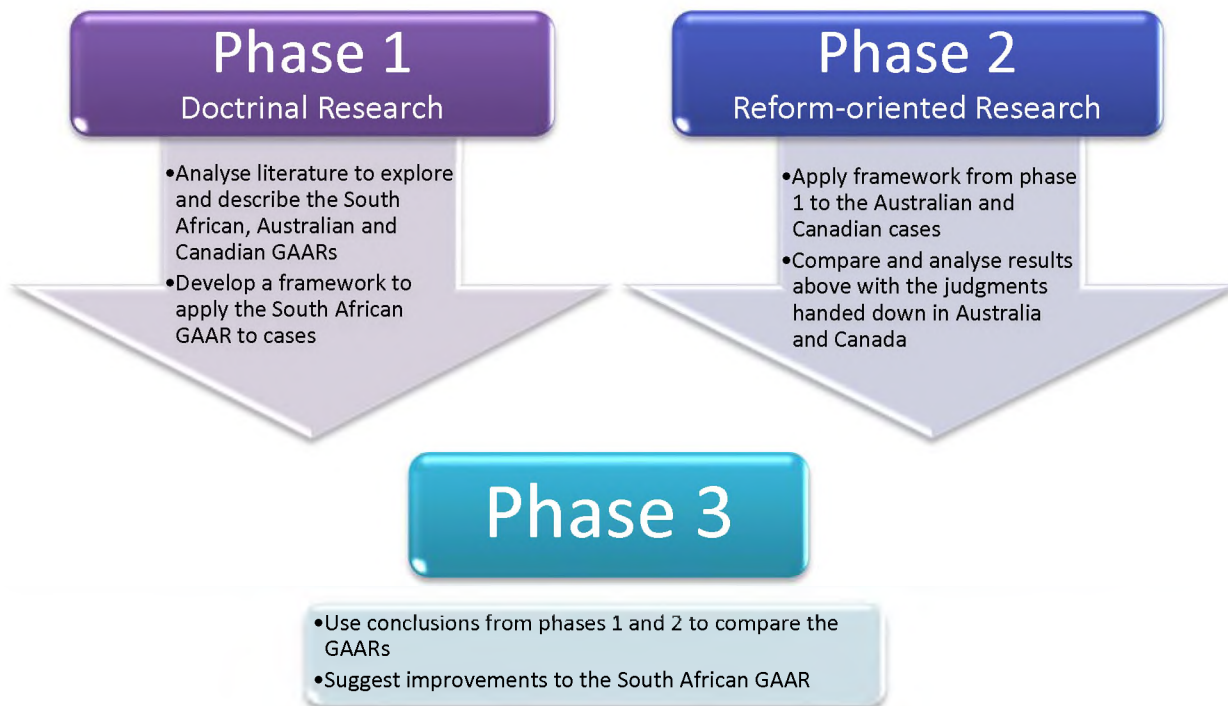 Phase 1
Doctrinal Research
•Analyse literature to explore
and describe the South
African, Australian and
Canadian GAARs
•Develop a framework to
apply the South African
GAAR to cases
Phase 2
Reform-oriented Research
•Apply framework from phase
1 to the Australian and
Canadian cases
•Compare and analyse results
above with the judgments
handed down in Australia
and Canada
Phase 3
•Use conclusions from phases 1 and 2 to compare the
GAARs
•Suggest improvements to the South African GAAR